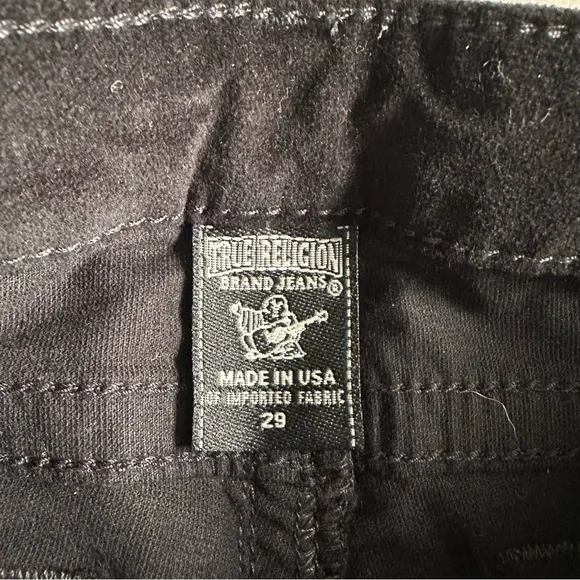 TRUE RELIGION
BRAND JEANS®
MADE IN USA
OF IMPORTED FABRIC
29